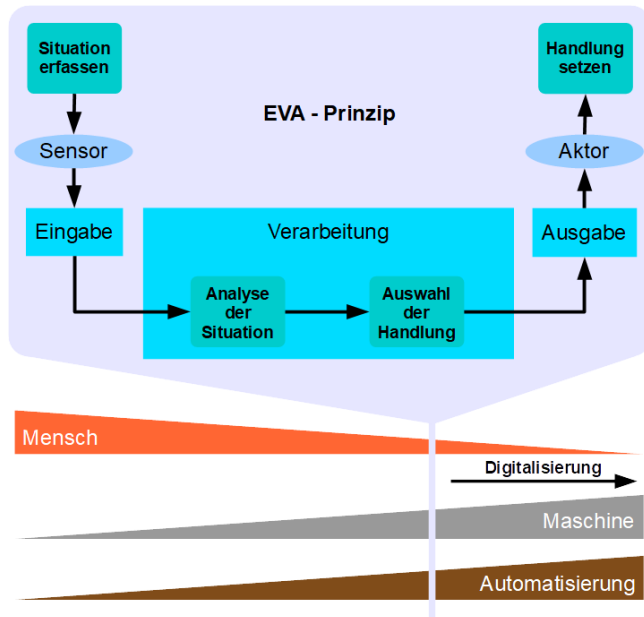 Situation
erfassen
Handlung
setzen
EVA - Prinzip
Sensor
Aktor
Eingabe
Verarbeitung
Ausgabe
Analyse
der
Situation
Auswahl
der
Handlung
Mensch
Digitalisierung
Maschine
Automatisierung